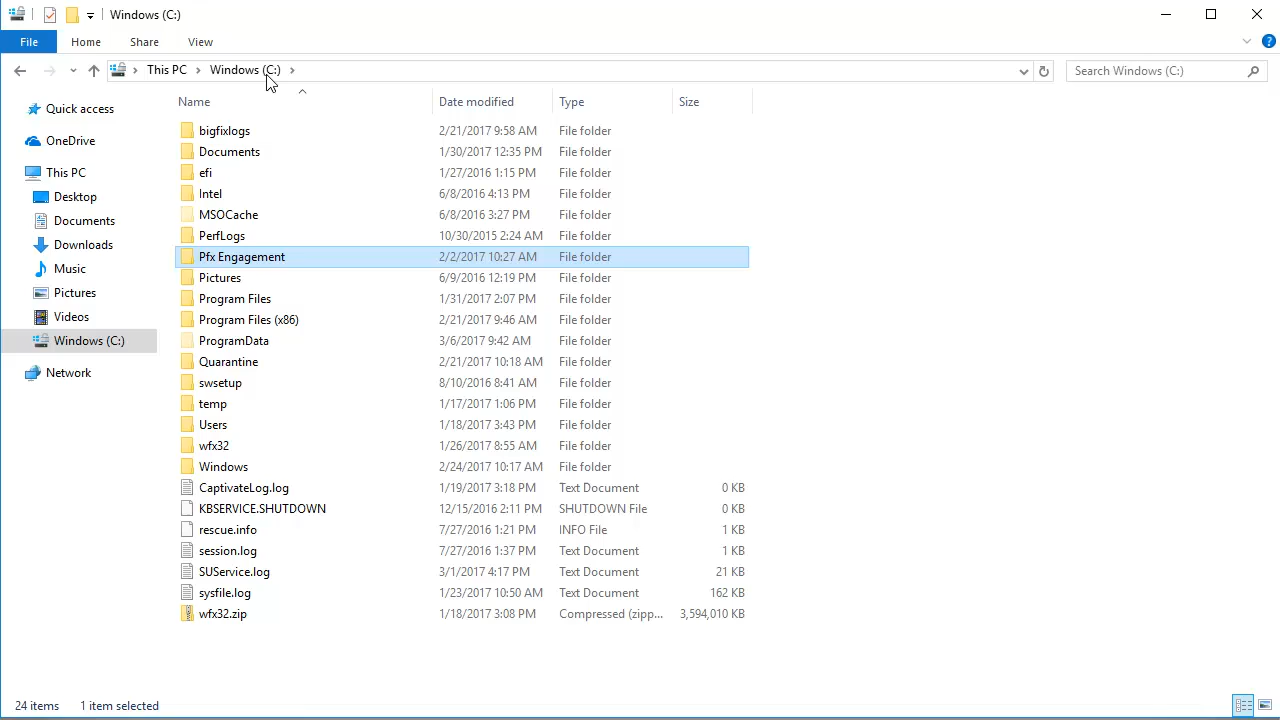 Windows (C:)
File Home Share View
This PC Windows (C:) Search Windows (C:)
Name Date modified Type Size
Quick access
OneDrive
This PC
Desktop
Documents
Downloads
Music
Pictures
Videos
Windows (C:)
Network
bigfixlogs 2/21/2017 9:58 AM File folder
Documents 1/30/2017 12:35 PM File folder
efi 1/27/2016 1:15 PM File folder
Intel 6/8/2016 4:13 PM File folder
MSOCache 6/8/2016 3:27 PM File folder
PerfLogs 10/30/2015 2:24 AM File folder
Pfx Engagement 2/2/2017 10:27 AM File folder
Pictures 6/9/2016 12:19 PM File folder
Program Files 1/31/2017 2:07 PM File folder
Program Files (x86) 2/21/2017 9:46 AM File folder
ProgramData 3/6/2017 9:42 AM File folder
Quarantine 2/21/2017 10:18 AM File folder
swsetup 8/10/2016 8:41 AM File folder
temp 1/17/2017 1:06 PM File folder
Users 1/18/2017 3:43 PM File folder
wfx32 1/26/2017 8:55 AM File folder
Windows 2/24/2017 10:17 AM File folder
CaptivateLog.log 1/19/2017 3:18 PM Text Document 0 KB
KBSERVICE.SHUTDOWN 12/15/2016 2:11 PM SHUTDOWN File 0 KB
rescue.info 7/27/2016 1:21 PM INFO File 1 KB
session.log 7/27/2016 1:37 PM Text Document 1 KB
SUService.log 3/1/2017 4:17 PM Text Document 21 KB
sysfile.log 1/23/2017 10:50 AM Text Document 162 KB
wfx32.zip 1/18/2017 3:08 PM Compressed (zipp... 3,594,010 KB
24 items 1 item selected